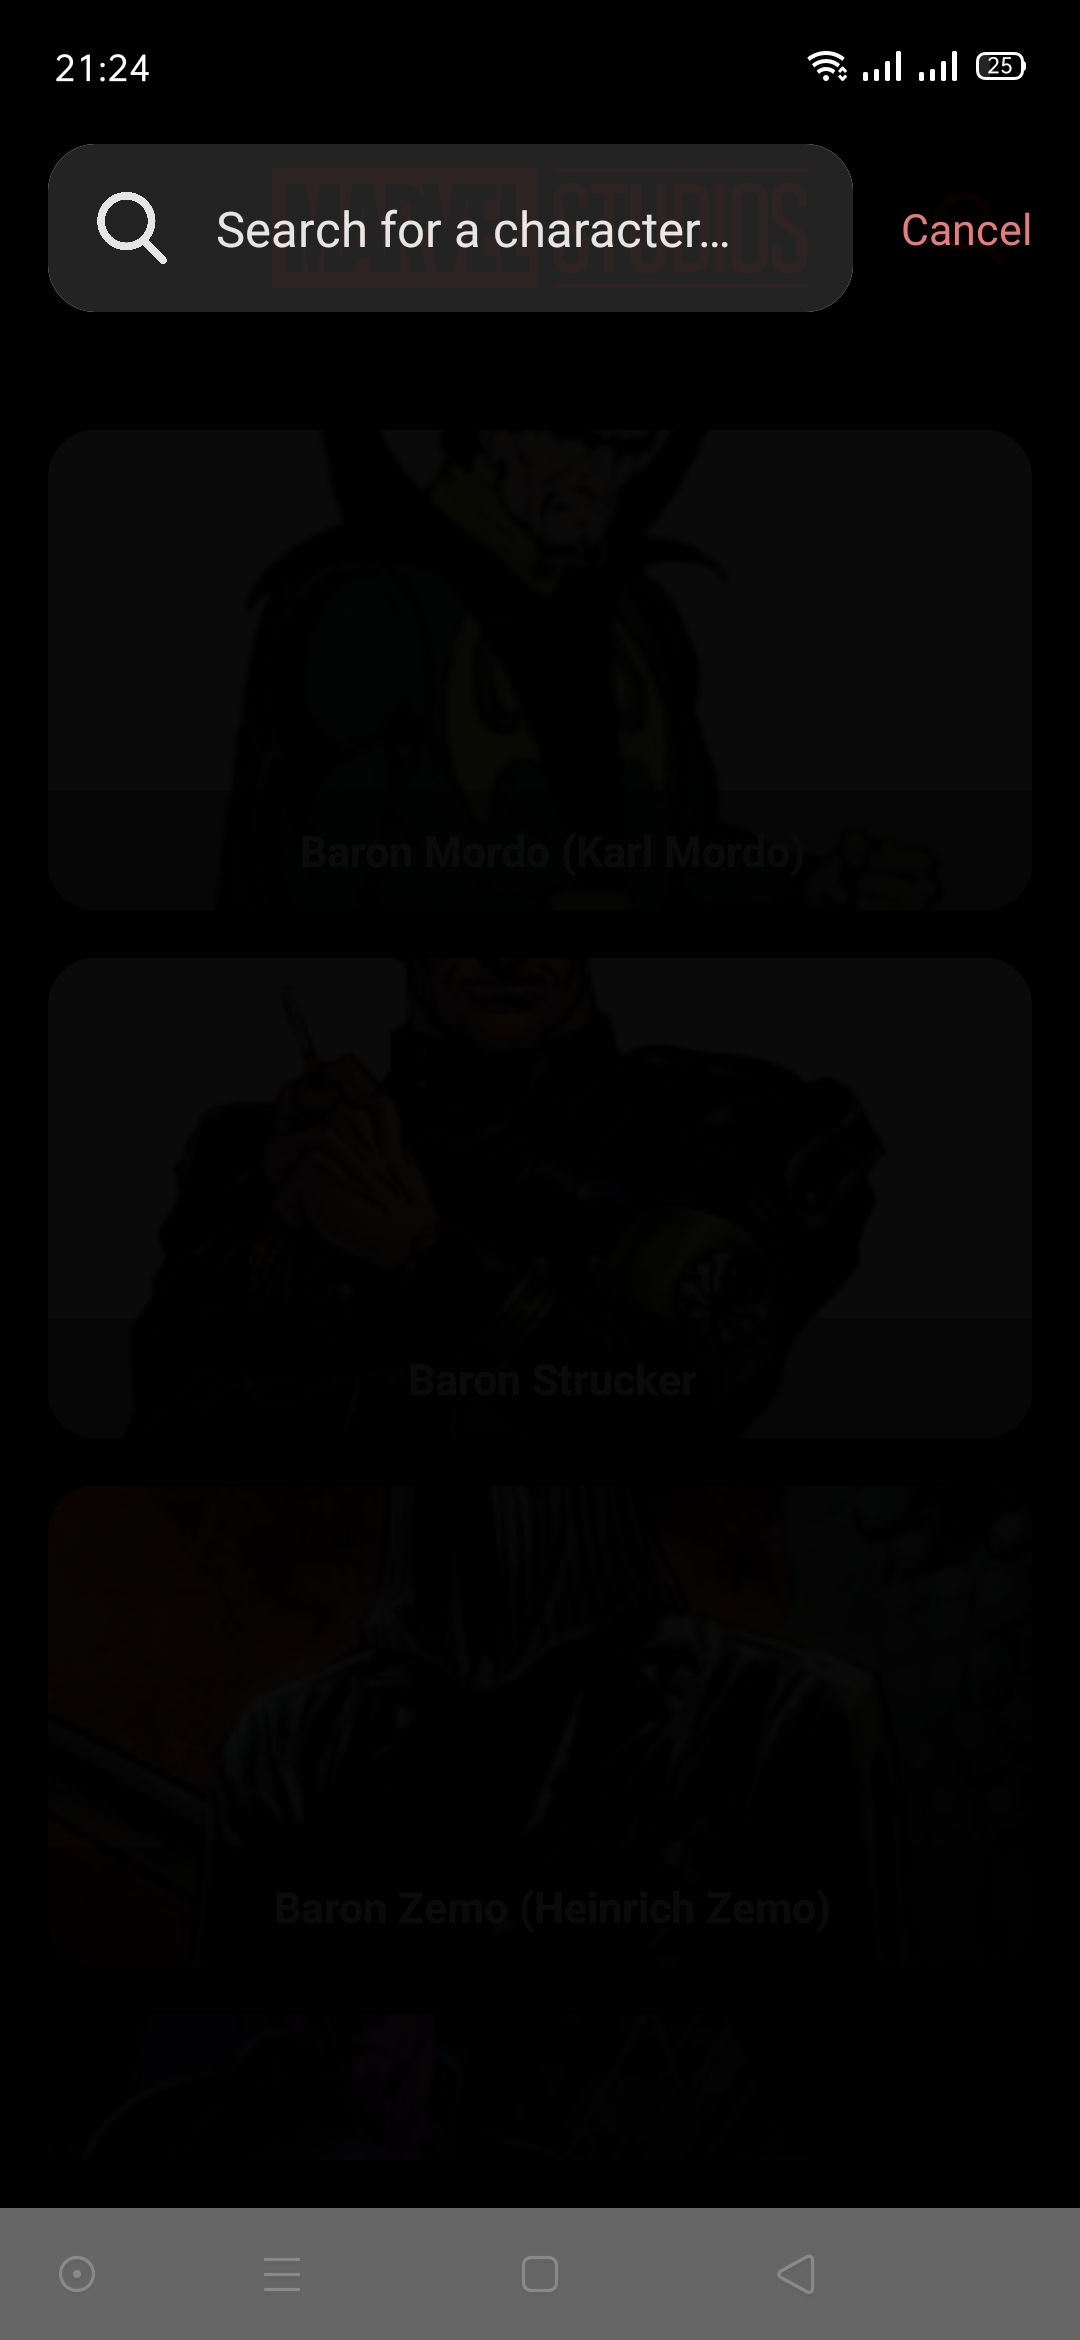 21:24
25
MARVEL STUDIOS
Search for a character...
Cancel
Baron Mordo (Karl Mordo)
Baron Strucker
Baron Zemo (Heinrich Zemo)